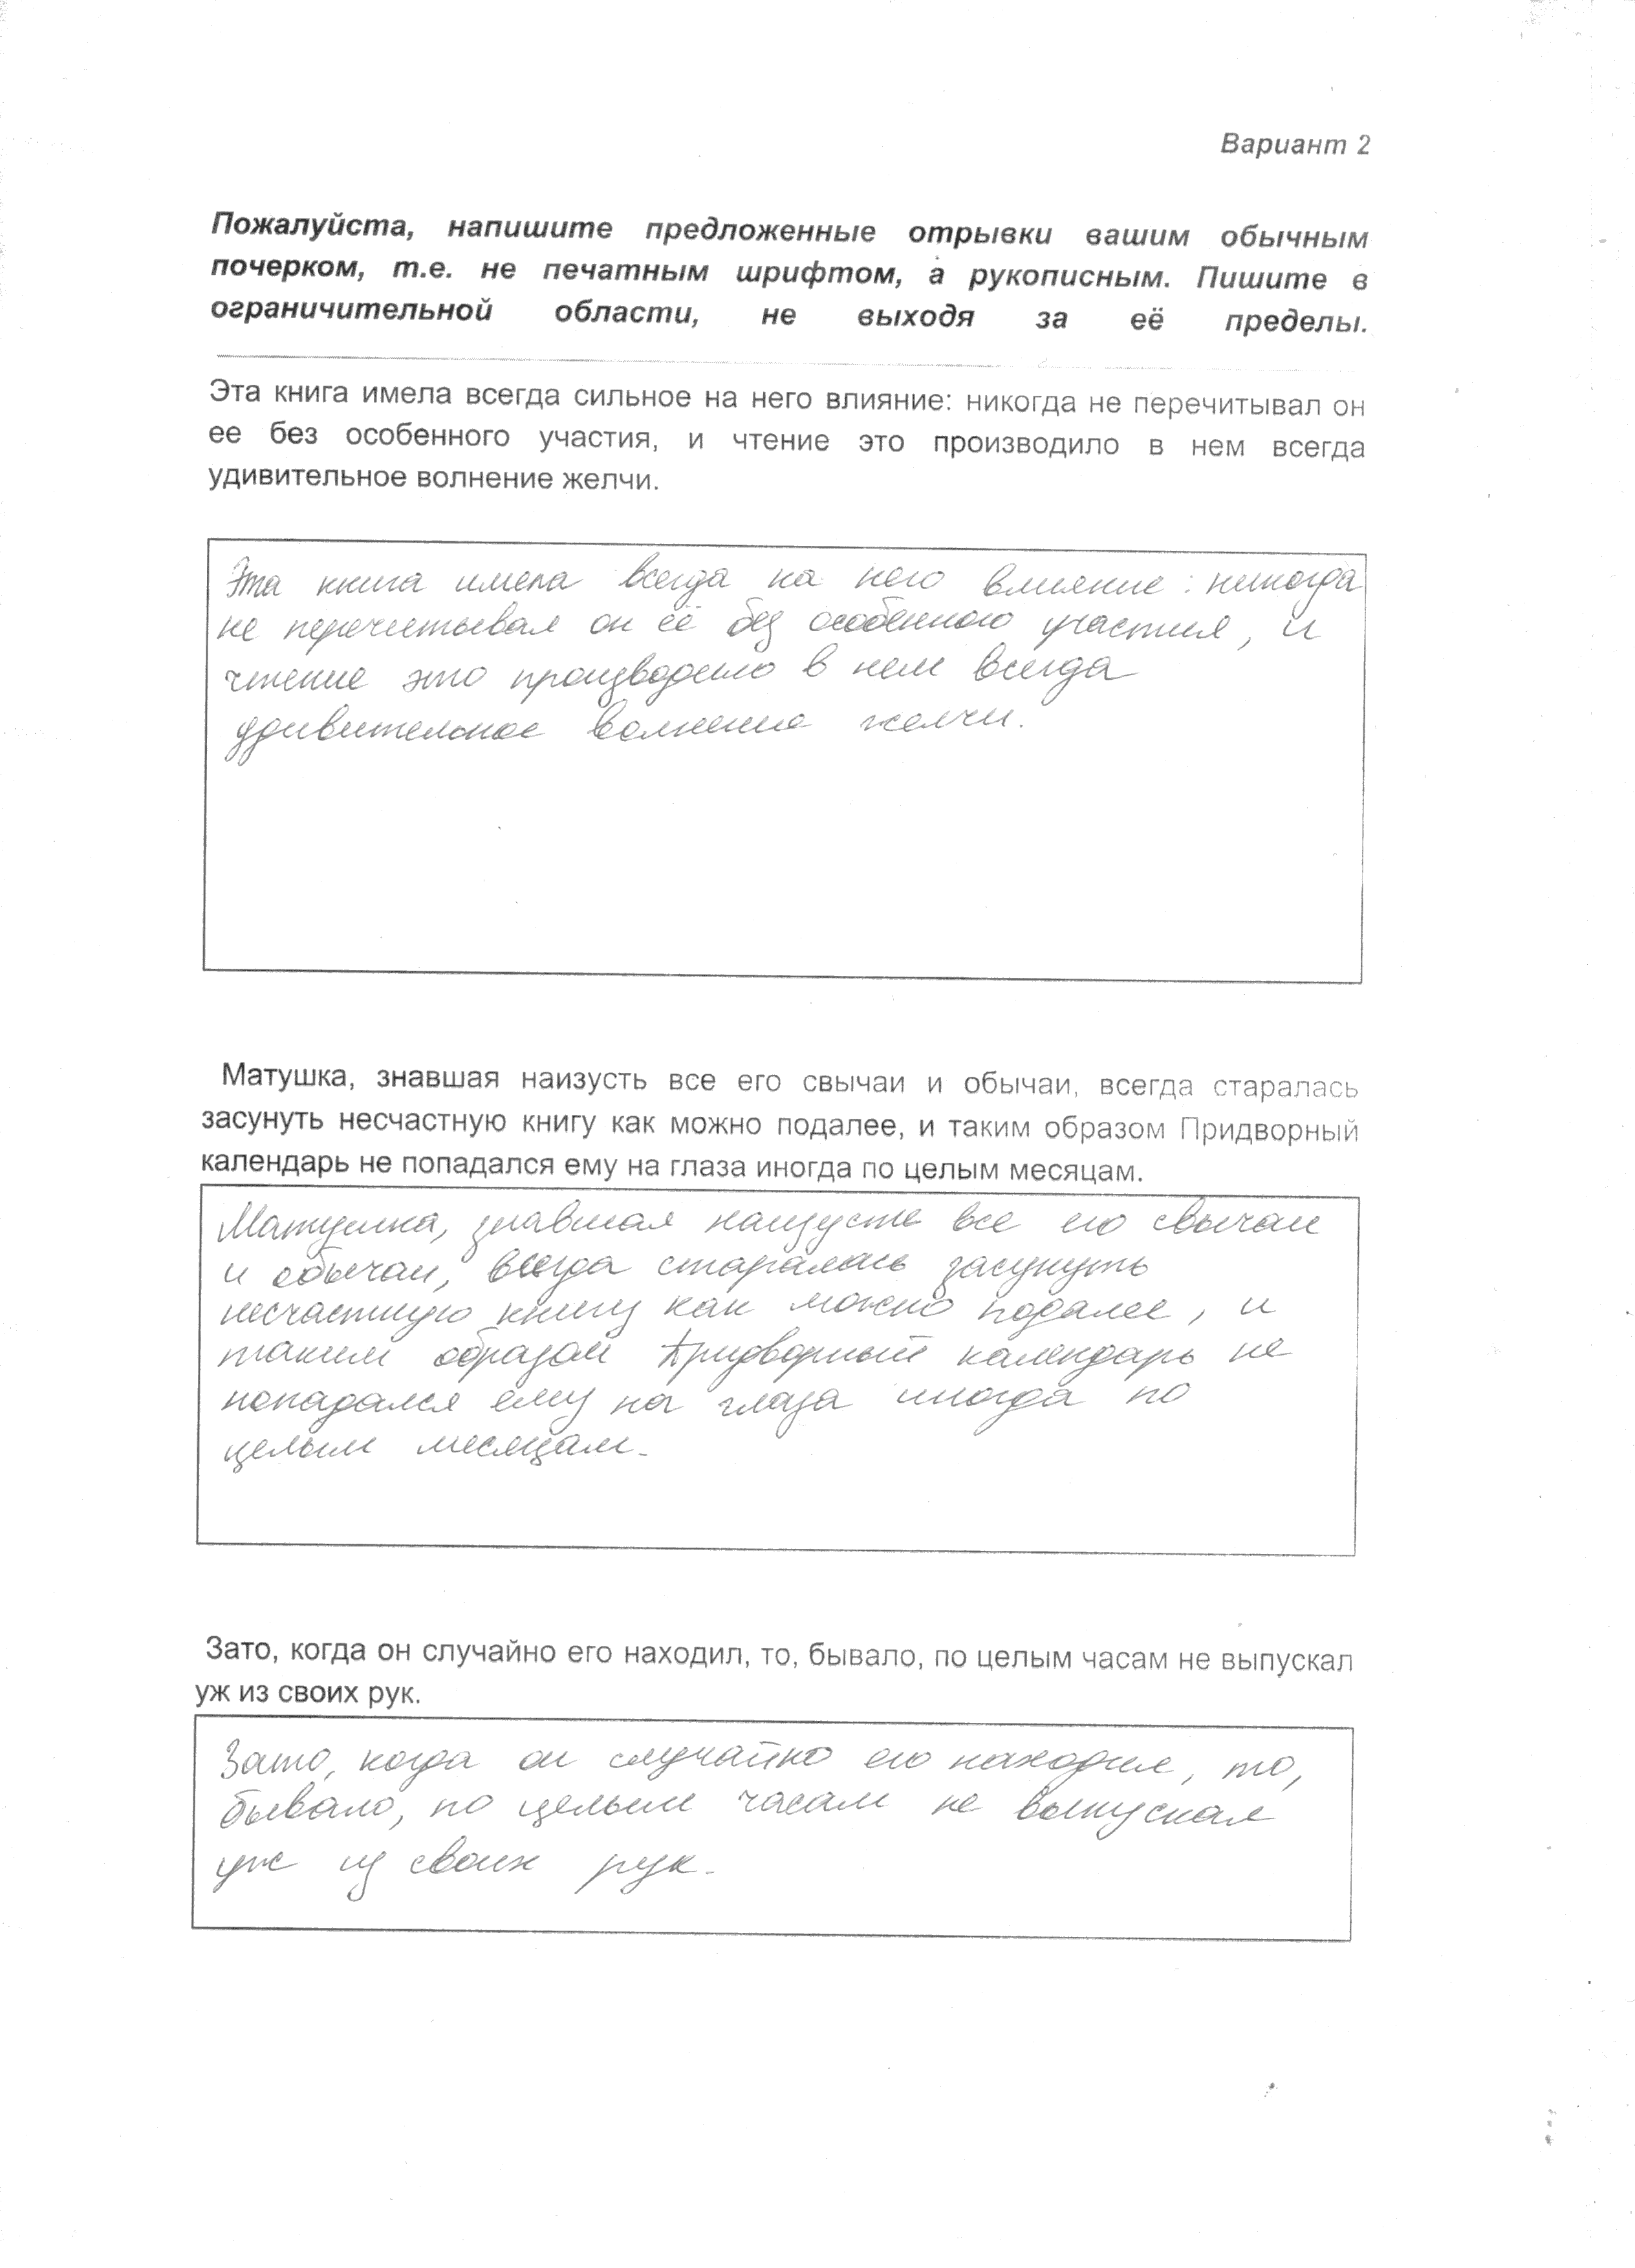 Вариант 2
Пожалуйста, напишите предложенные отрывки вашим обычным
почерком, т.е. не печатным шрифтом, а рукописным. Пишите в
ограничительной области, не выходя за её пределы.
Эта книга имела всегда сильное на него влияние: никогда не перечитывал он
ее без особенного участия, и чтение это производило в нем всегда
удивительное волнение желчи.
Эта книга имела всегда на него влияние: никогда
не перечитывал он её без особенного участия, и
чтение это производило в нем всегда
удивительное волнение желчи.
Матушка, знавшая наизусть все его свычаи и обычаи, всегда старалась
засунуть несчастную книгу как можно подалее, и таким образом Придворный
календарь не попадался ему на глаза иногда по целым месяцам.
Матушка, знавшая наизусть все его свычаи
и обычаи, всегда старалась засунуть
несчастную книгу как можно подалее, и
таким образом Придворный календарь не
попадался ему на глаза иногда по
целым месяцам.
Зато, когда он случайно его находил, то, бывало, по целым часам не выпускал
уж из своих рук.
Зато, когда он случайно его находил, то,
бывало, по целым часам не выпускал
уж из своих рук.